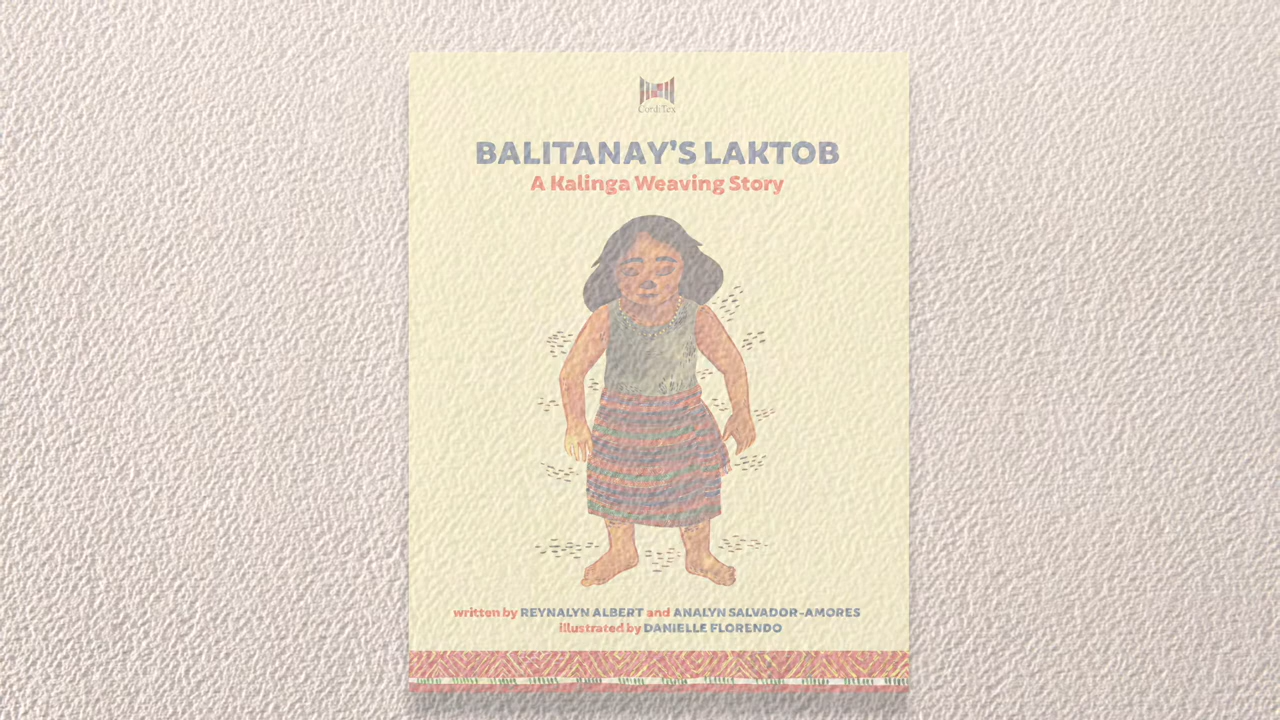 CordiTex
BALITANAY'S LAKTOB
A Kalinga Weaving Story
written by REYNALYN ALBERT and ANALYN SALVADOR-AMORES
illustrated by DANIELLE FLORENDO